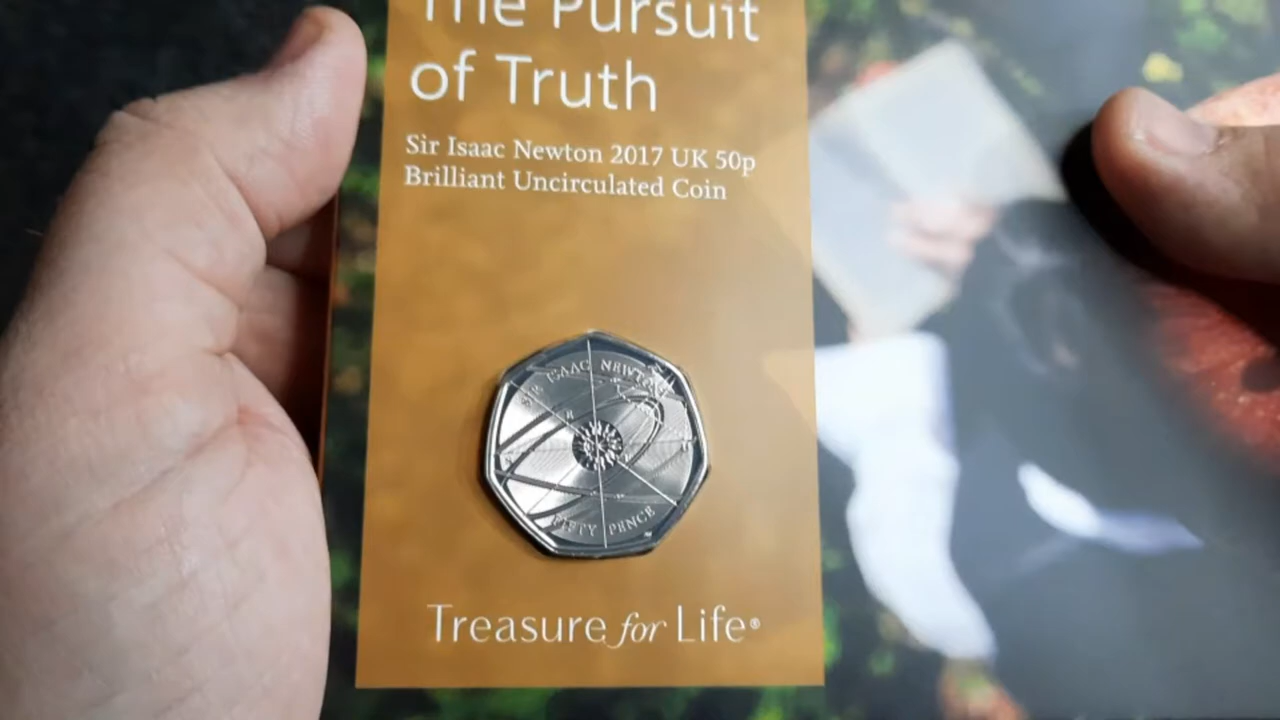 The Pursuit
of Truth
Sir Isaac Newton 2017 UK 50p
Brilliant Uncirculated Coin
SIR ISAAC NEWTON
FIFTY PENCE
Treasure for Life®